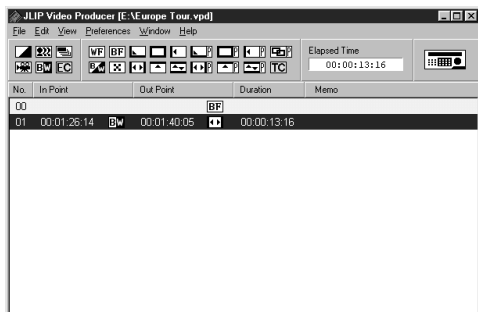 JLIP Video Producer [E:\Europe Tour.vpd]
File Edit View Preferences Window Help
WF BF P P P P Elapsed Time
BW EC B/W P P P TC 00:00:13:16
No. In Point Out Point Duration Memo
00 BF
01 00:01:26:14 BW 00:01:40:05 00:00:13:16